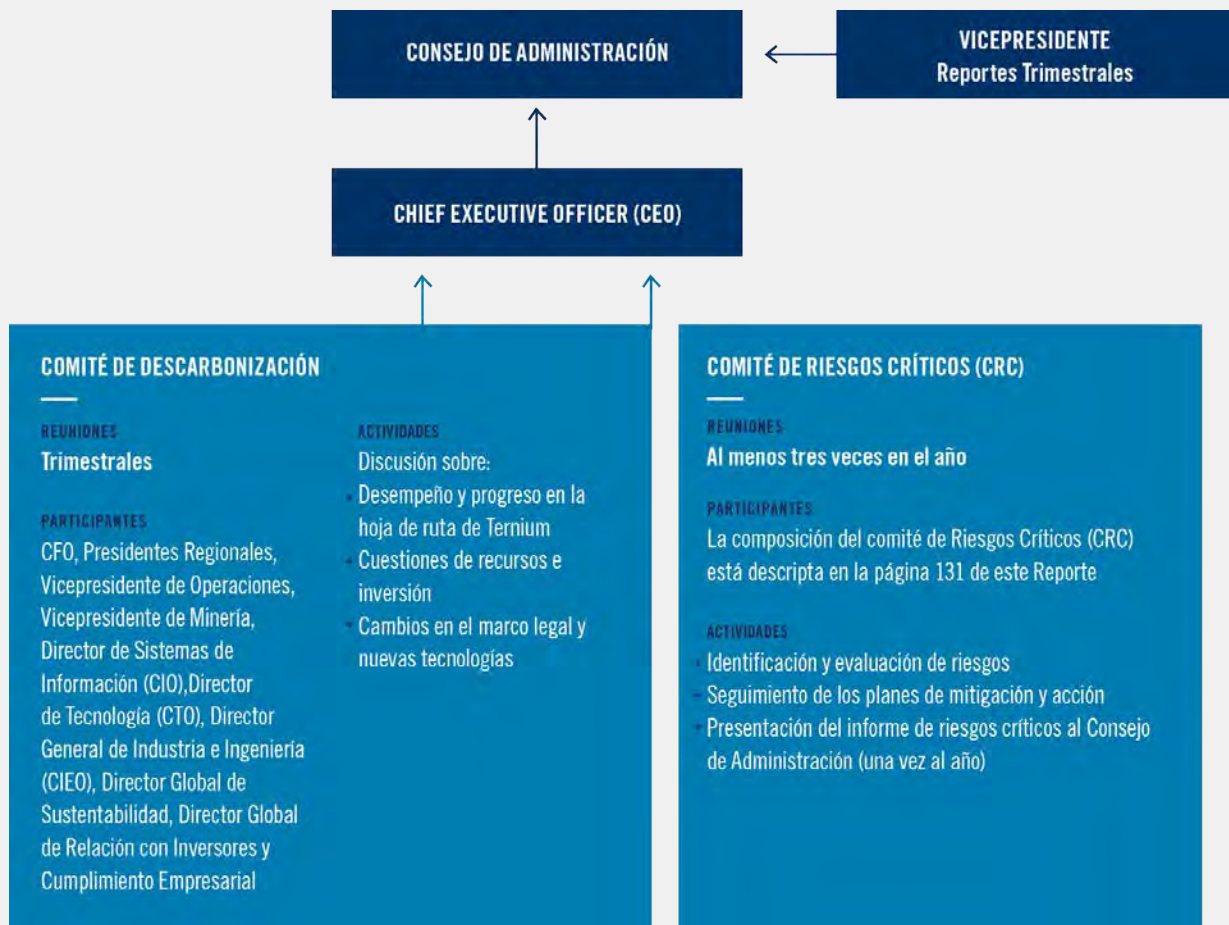 CONSEJO DE ADMINISTRACIÓN
VICEPRESIDENTE
Reportes Trimestrales
CHIEF EXECUTIVE OFFICER (CEO)
COMITÉ DE DESCARBONIZACIÓN
REUNIONES
Trimestrales
PARTICIPANTES
CFO, Presidentes Regionales,
Vicepresidente de Operaciones,
Vicepresidente de Minería,
Director de Sistemas de
Información (CIO),Director
de Tecnología (CTO), Director
General de Industria e Ingeniería
(CIEO), Director Global de
Sustentabilidad, Director Global
de Relación con Inversores y
Cumplimiento Empresarial
ACTIVIDADES
Discusión sobre:
- Desempeño y progreso en la
hoja de ruta de Ternium
- Cuestiones de recursos e
inversión
- Cambios en el marco legal y
nuevas tecnologías
COMITÉ DE RIESGOS CRÍTICOS (CRC)
REUNIONES
Al menos tres veces en el año
PARTICIPANTES
La composición del comité de Riesgos Críticos (CRC)
está descripta en la página 131 de este Reporte
ACTIVIDADES
- Identificación y evaluación de riesgos
- Seguimiento de los planes de mitigación y acción
- Presentación del informe de riesgos críticos al Consejo
de Administración (una vez al año)